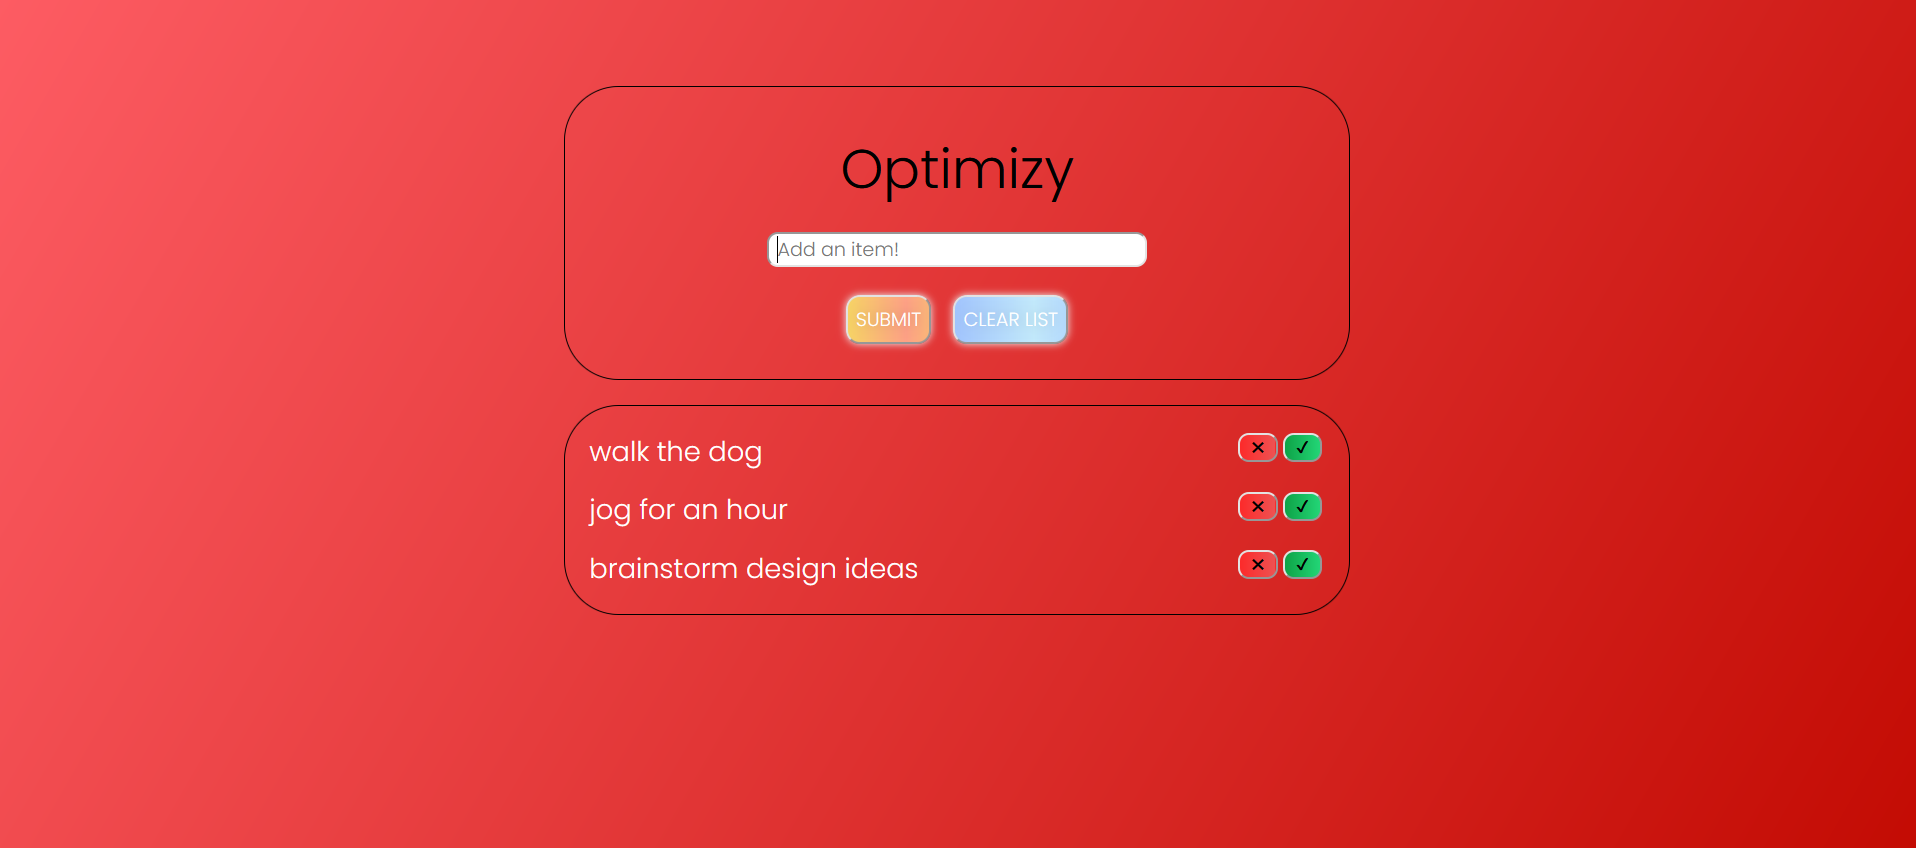 Optimizy
Add an item!
SUBMIT CLEAR LIST
walk the dog ✕ ✓
jog for an hour ✕ ✓
brainstorm design ideas ✕ ✓